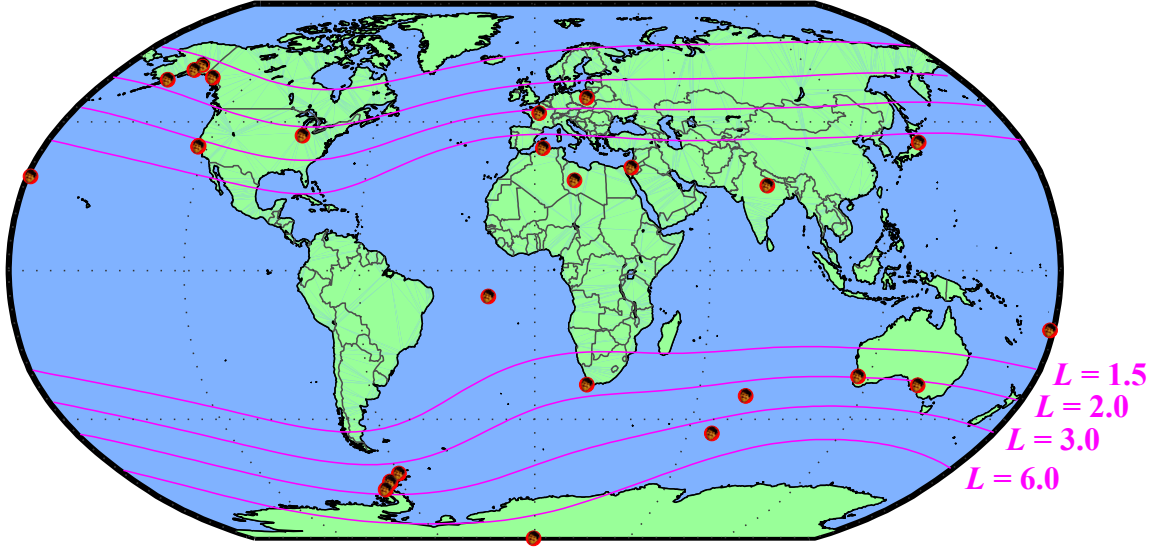 L = 1.5
L = 2.0
L = 3.0
L = 6.0